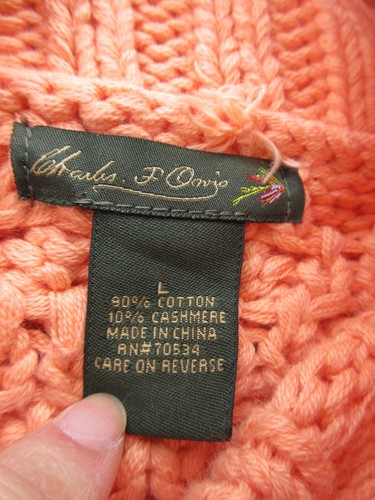 Charles F Orvis
L
90% COTTON
10% CASHMERE
MADE IN CHINA
RN#70534
CARE ON REVERSE